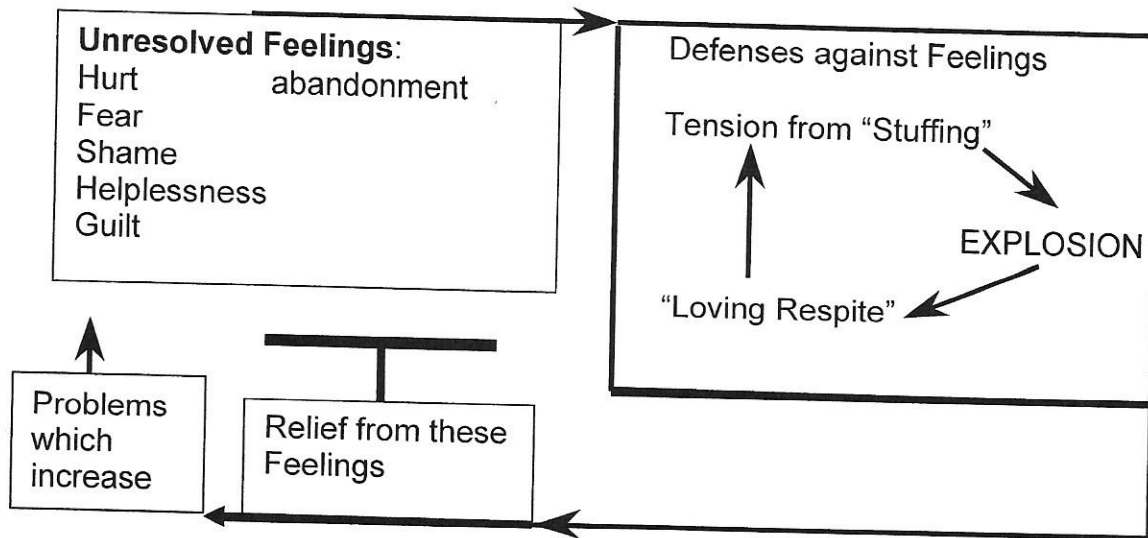 Unresolved Feelings:
Hurt abandonment
Fear
Shame
Helplessness
Guilt
Defenses against Feelings
Tension from “Stuffing”
EXPLOSION
“Loving Respite”
Problems
which
increase
Relief from these
Feelings